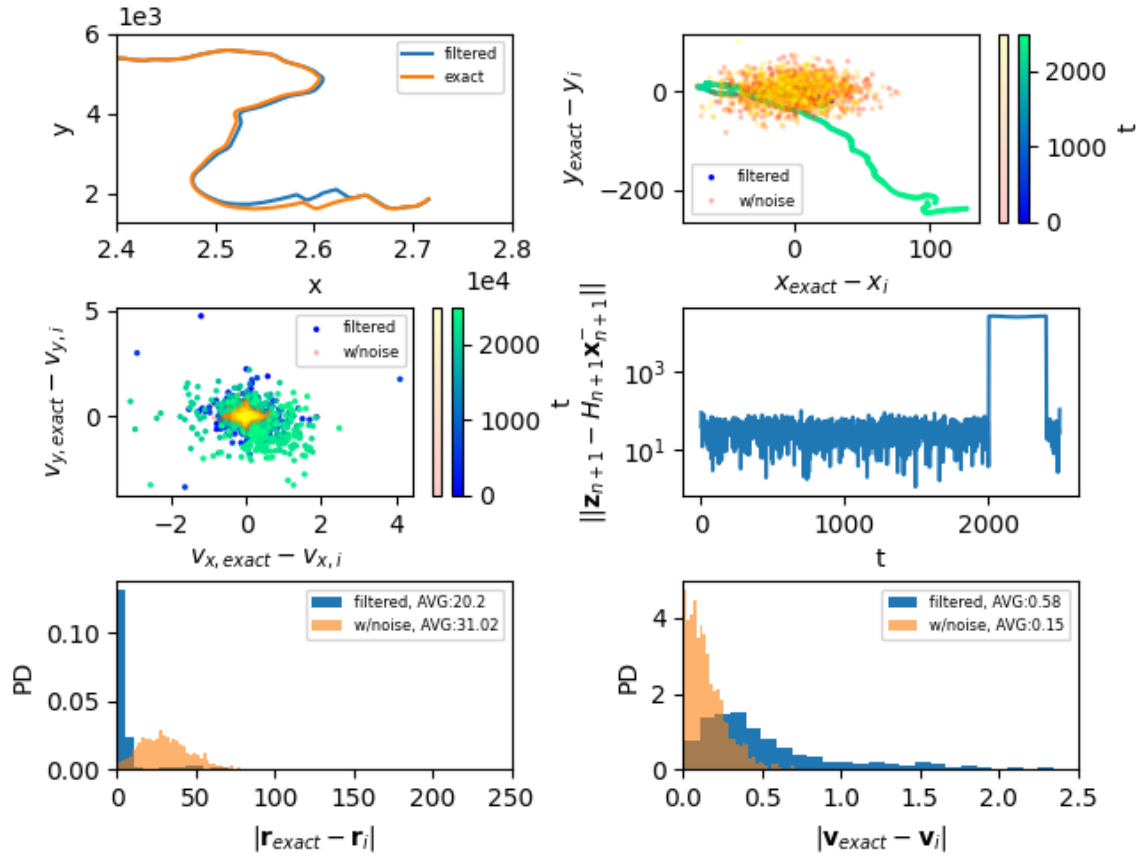 1e3
6
4
2
y
filtered
exact
2.4 2.5 2.6 2.7 2.8
x
1e4
0
−200
y_exact − y_i
filtered
w/noise
0 100
x_exact − x_i
2000
1000
0
t
5
0
v_y,exact − v_y,i
filtered
w/noise
−2 0 2 4
v_x,exact − v_x,i
2000
1000
0
t
10^3
10^1
||z_n+1 − H_n+1 x^−_n+1||
0 1000 2000
t
0.10
0.05
0.00
PD
filtered, AVG:20.2
w/noise, AVG:31.02
0 50 100 150 200 250
|r_exact − r_i|
4
2
0
PD
filtered, AVG:0.58
w/noise, AVG:0.15
0.0 0.5 1.0 1.5 2.0 2.5
|v_exact − v_i|